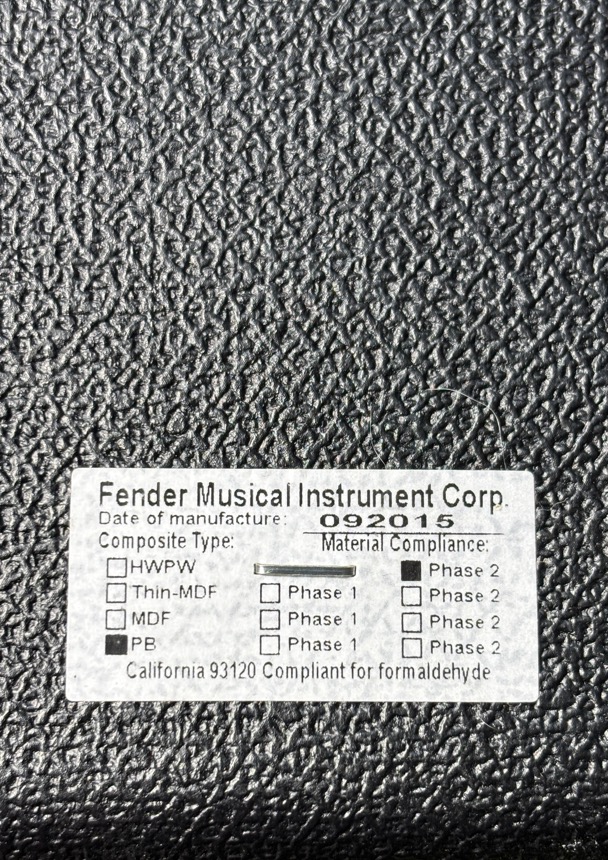 Fender Musical Instrument Corp.
Date of manufacture: 092015
Composite Type: Material Compliance:
HWPW Phase 2
Thin-MDF Phase 1 Phase 2
MDF Phase 1 Phase 2
PB Phase 1 Phase 2
California 93120 Compliant for formaldehyde